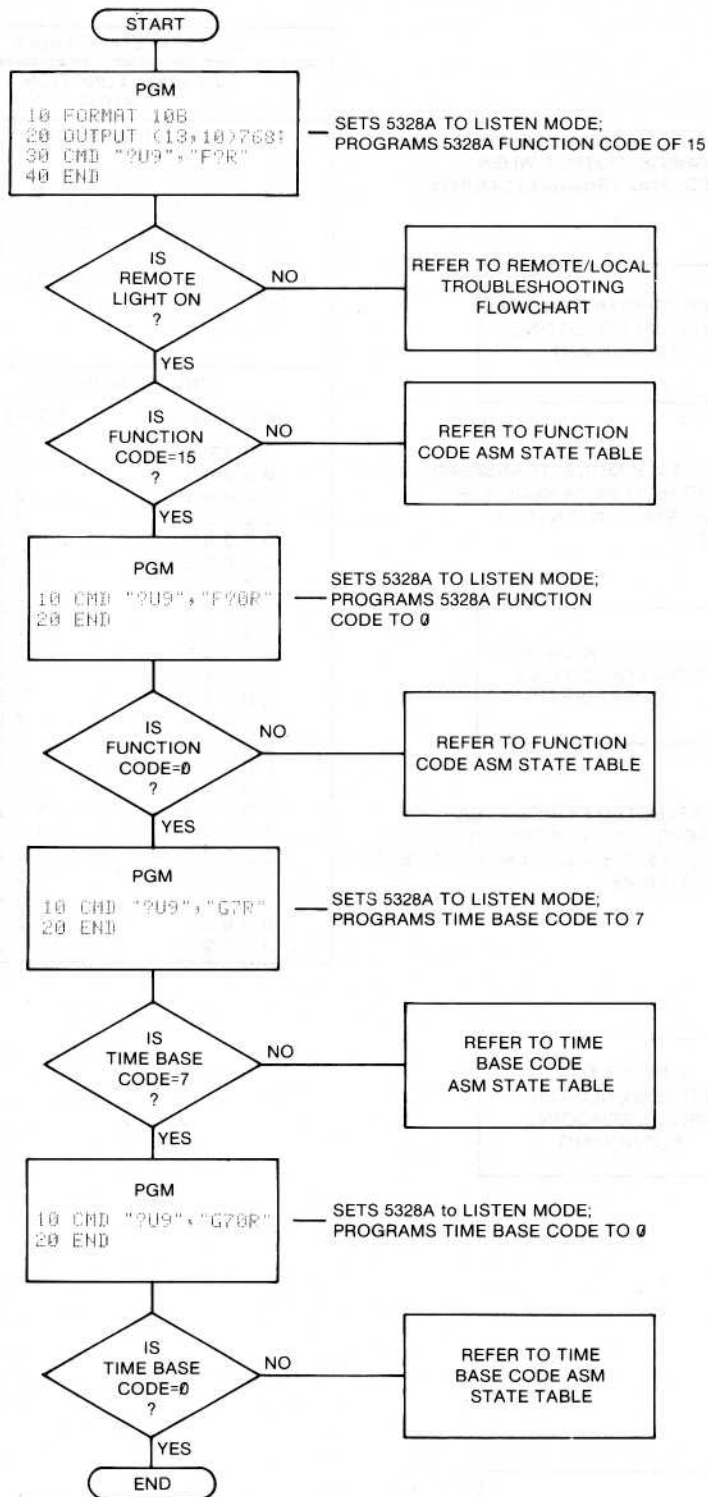 START
PGM
10 FORMAT 10B
20 OUTPUT (13,10)768;
30 CMD "?U9","F?R"
40 END
SETS 5328A TO LISTEN MODE;
PROGRAMS 5328A FUNCTION CODE OF 15
IS
REMOTE
LIGHT ON
?
NO
REFER TO REMOTE/LOCAL
TROUBLESHOOTING
FLOWCHART
YES
IS
FUNCTION
CODE=15
?
NO
REFER TO FUNCTION
CODE ASM STATE TABLE
YES
PGM
10 CMD "?U9","F?0R"
20 END
SETS 5328A TO LISTEN MODE;
PROGRAMS 5328A FUNCTION
CODE TO 0
IS
FUNCTION
CODE=0
?
NO
REFER TO FUNCTION
CODE ASM STATE TABLE
YES
PGM
10 CMD "?U9","G7R"
20 END
SETS 5328A TO LISTEN MODE;
PROGRAMS TIME BASE CODE TO 7
IS
TIME BASE
CODE=7
?
NO
REFER TO TIME
BASE CODE
ASM STATE TABLE
YES
PGM
10 CMD "?U9","G70R"
20 END
SETS 5328A to LISTEN MODE;
PROGRAMS TIME BASE CODE TO 0
IS
TIME BASE
CODE=0
?
NO
REFER TO TIME
BASE CODE ASM
STATE TABLE
YES
END